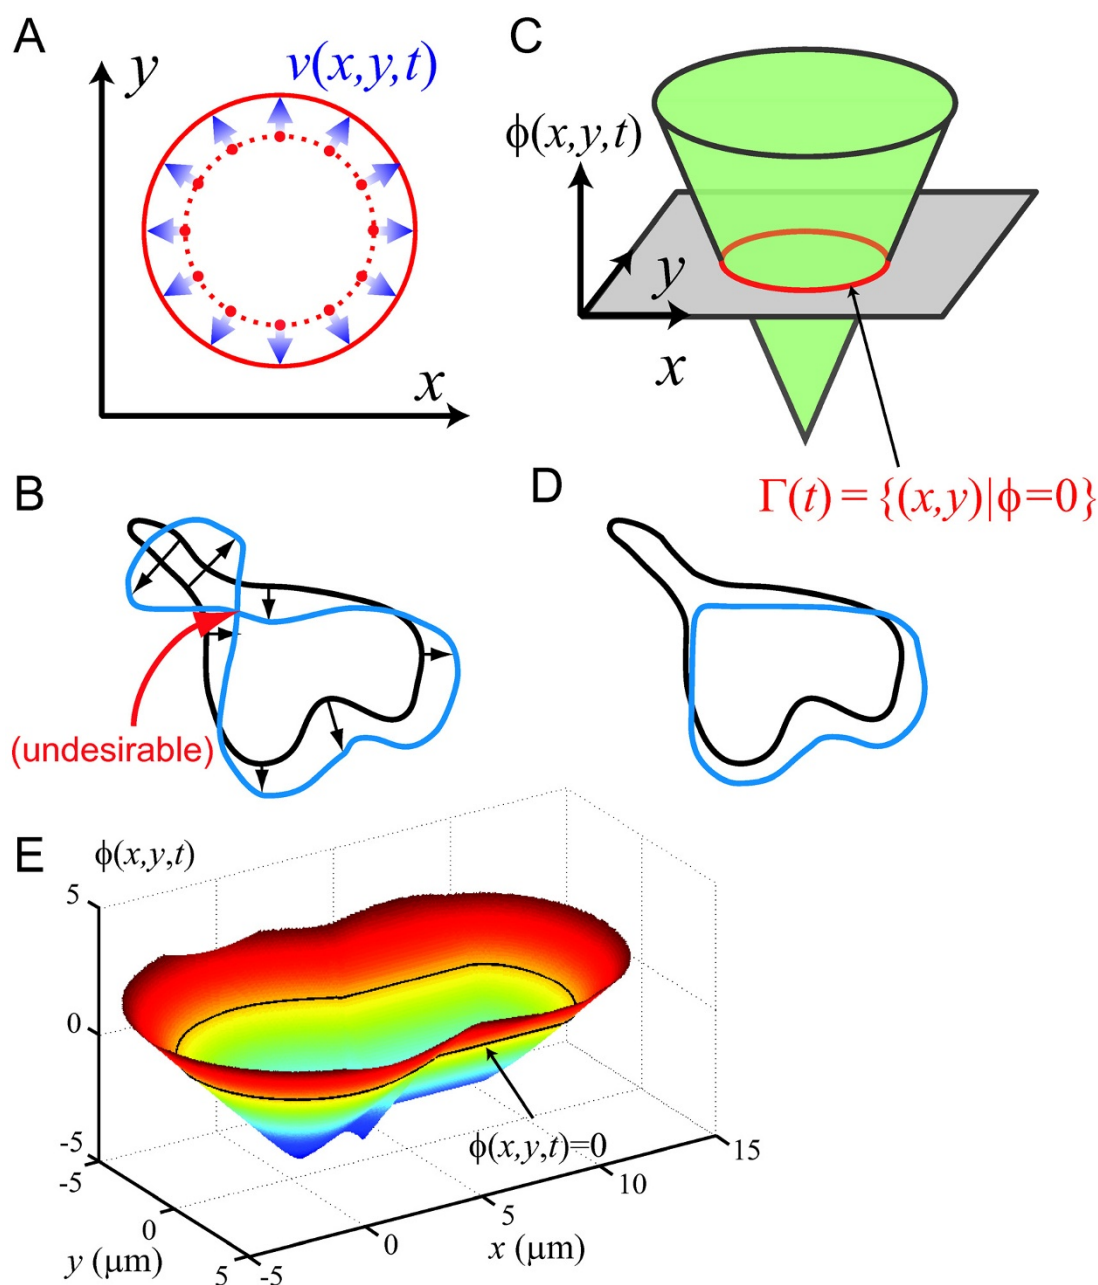 A
y
v(x,y,t)
x
C
ϕ(x,y,t)
y
x
Γ(t) = {(x,y)|ϕ=0}
B
(undesirable)
D
E
ϕ(x,y,t)
5
0
-5
-5
0
5
y (μm)
-5
0
5
10
15
x (μm)
ϕ(x,y,t)=0